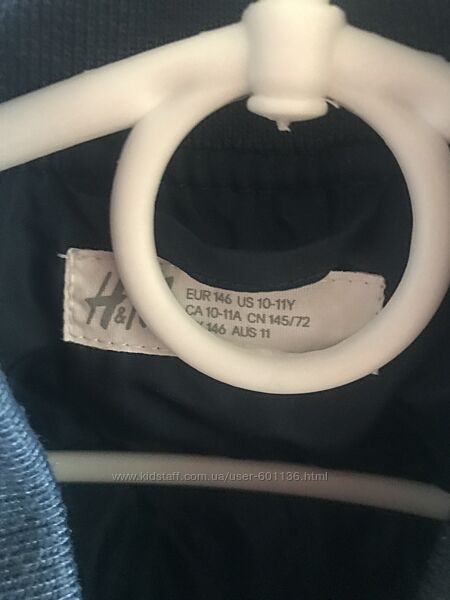 H&M
EUR 146 US 10-11Y
CA 10-11A CN 145/72
146 AUS 11
www.kidstaff.com.ua/user-601136.html